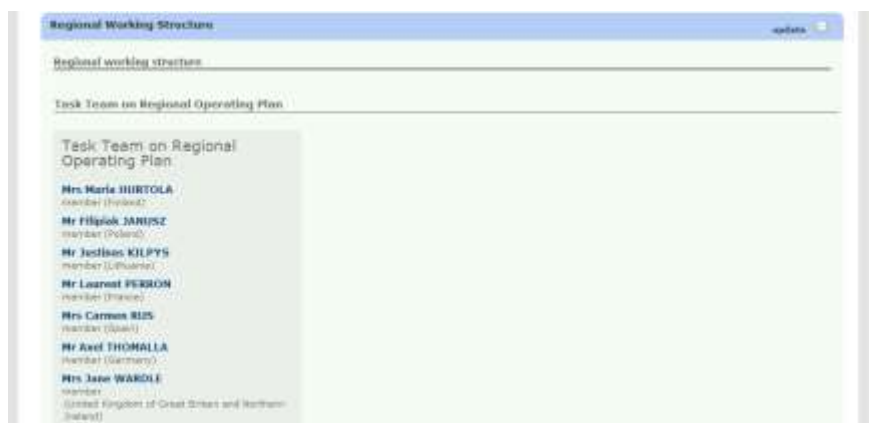 Regional Working Structure
update
Regional working structure
Task Team on Regional Operating Plan
Task Team on Regional
Operating Plan
Mrs Maria HURTOLA
member (Finland)
Mr Filipiak JANUSZ
member (Poland)
Mr Justinas KILPYS
member (Lithuania)
Mr Laurent PERRON
member (France)
Mrs Carmen RUS
member (Spain)
Mr Axel THOMALLA
member (Germany)
Mrs Jane WARDLE
member
(United Kingdom of Great Britain and Northern
Ireland)